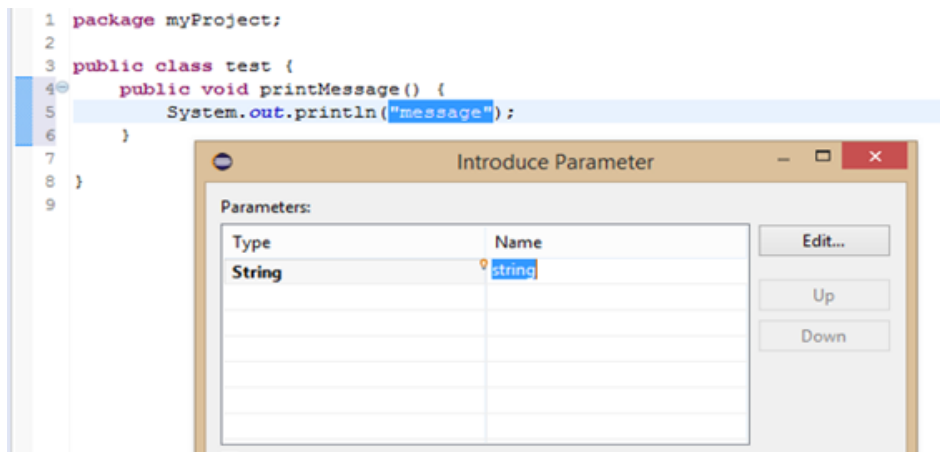 1 package myProject;
2
3 public class test {
4 public void printMessage() {
5 System.out.println("message");
6 }
7
8 }
9
Introduce Parameter
Parameters:
Type Name
String string
Edit...
Up
Down